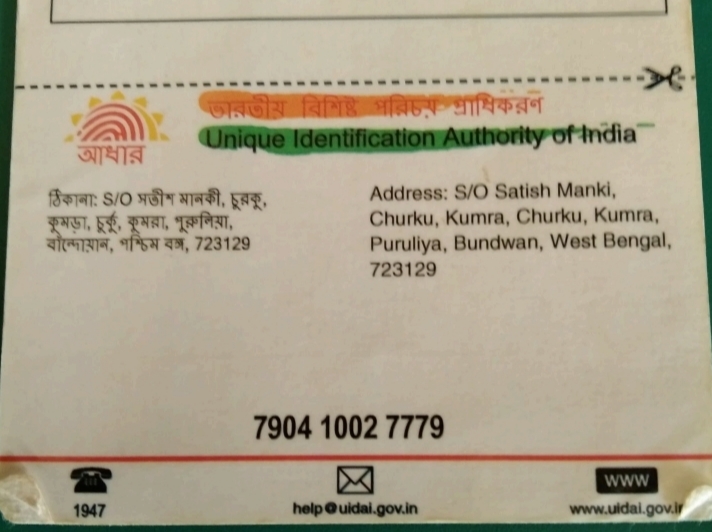 ভারতীয় বিশিষ্ট পরিচয় প্রাধিকরণ
Unique Identification Authority of India
আধার
ঠিকানা: S/O সতীশ মানকী, চুরকু,
কুমড়া, চুর্কু, কুমরা, পুরুলিয়া,
বান্দোয়ান, পশ্চিম বঙ্গ, 723129
Address: S/O Satish Manki,
Churku, Kumra, Churku, Kumra,
Puruliya, Bundwan, West Bengal,
723129
7904 1002 7779
WWW
1947
help@uidai.gov.in
www.uidai.gov.in